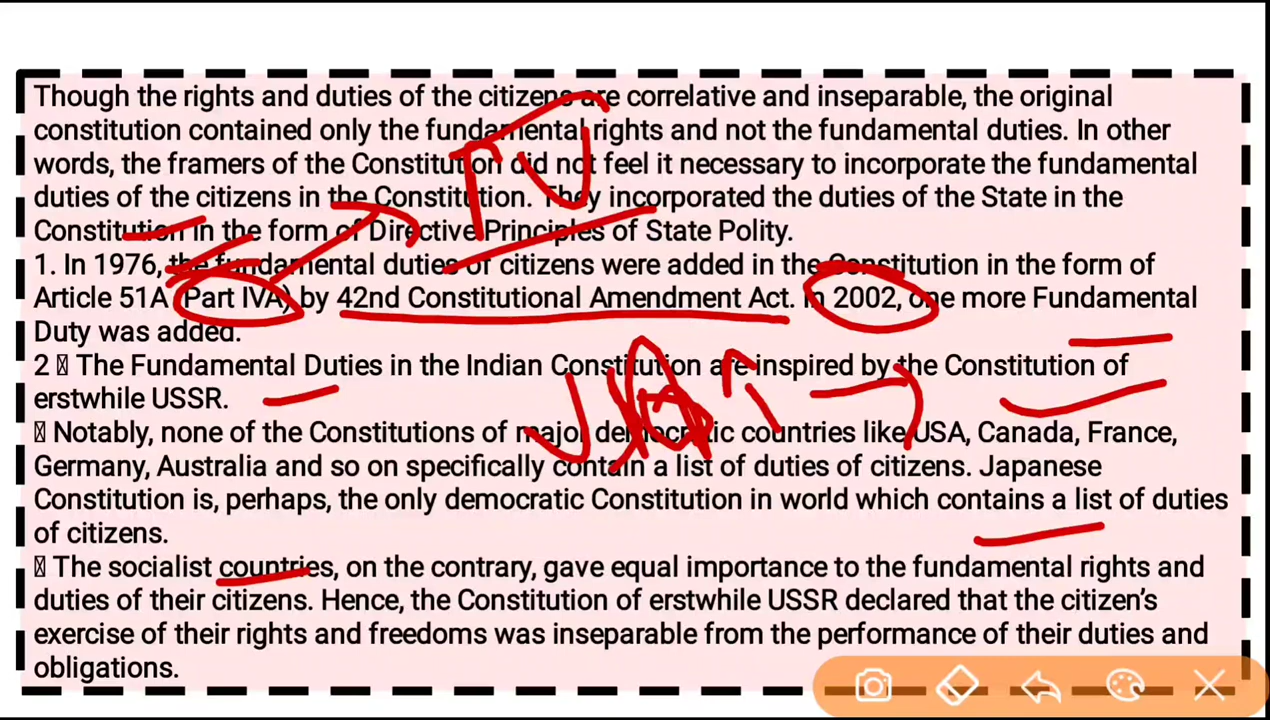 Though the rights and duties of the citizens are correlative and inseparable, the original
constitution contained only the fundamental rights and not the fundamental duties. In other
words, the framers of the Constitution did not feel it necessary to incorporate the fundamental
duties of the citizens in the Constitution. They incorporated the duties of the State in the
Constitution in the form of Directive Principles of State Polity.
IV
1. In 1976, the fundamental duties of citizens were added in the Constitution in the form of
Article 51A (Part IVA) by 42nd Constitutional Amendment Act. In 2002, one more Fundamental
Duty was added.
2 The Fundamental Duties in the Indian Constitution are inspired by the Constitution of
erstwhile USSR.
Notably, none of the Constitutions of major democratic countries like USA, Canada, France,
Germany, Australia and so on specifically contain a list of duties of citizens. Japanese
Constitution is, perhaps, the only democratic Constitution in world which contains a list of duties
of citizens.
The socialist countries, on the contrary, gave equal importance to the fundamental rights and
duties of their citizens. Hence, the Constitution of erstwhile USSR declared that the citizen's
exercise of their rights and freedoms was inseparable from the performance of their duties and
obligations.